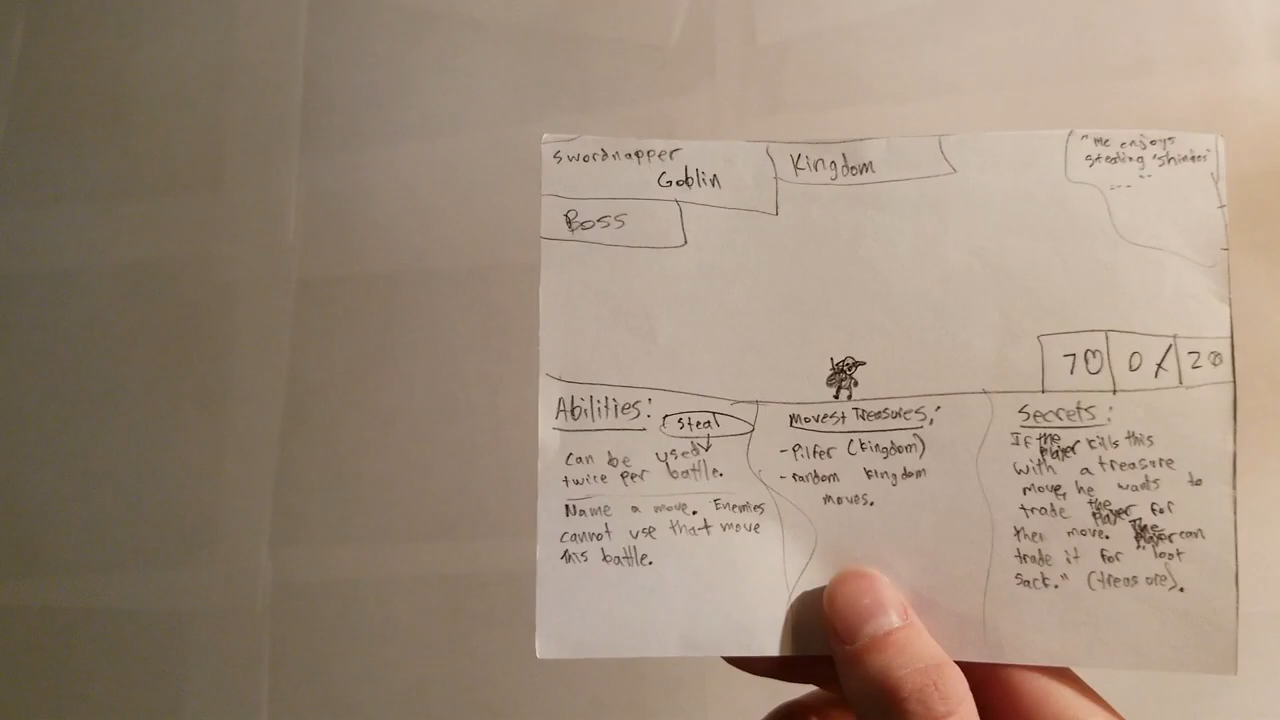 Swordnapper
Goblin
Kingdom
Boss
"He enjoys
stealing 'shinies'
... "
70
0/
20
Abilities:
Steal
can be used
twice per battle.
Name a move. Enemies
cannot use that move
this battle.
Moves & Treasures:
-Pilfer (kingdom)
-random kingdom
moves.
Secrets:
If the player kills this
with a treasure
move, he wants to
trade the player for
their move. The player can
trade it for "loot
sack." (treasure).